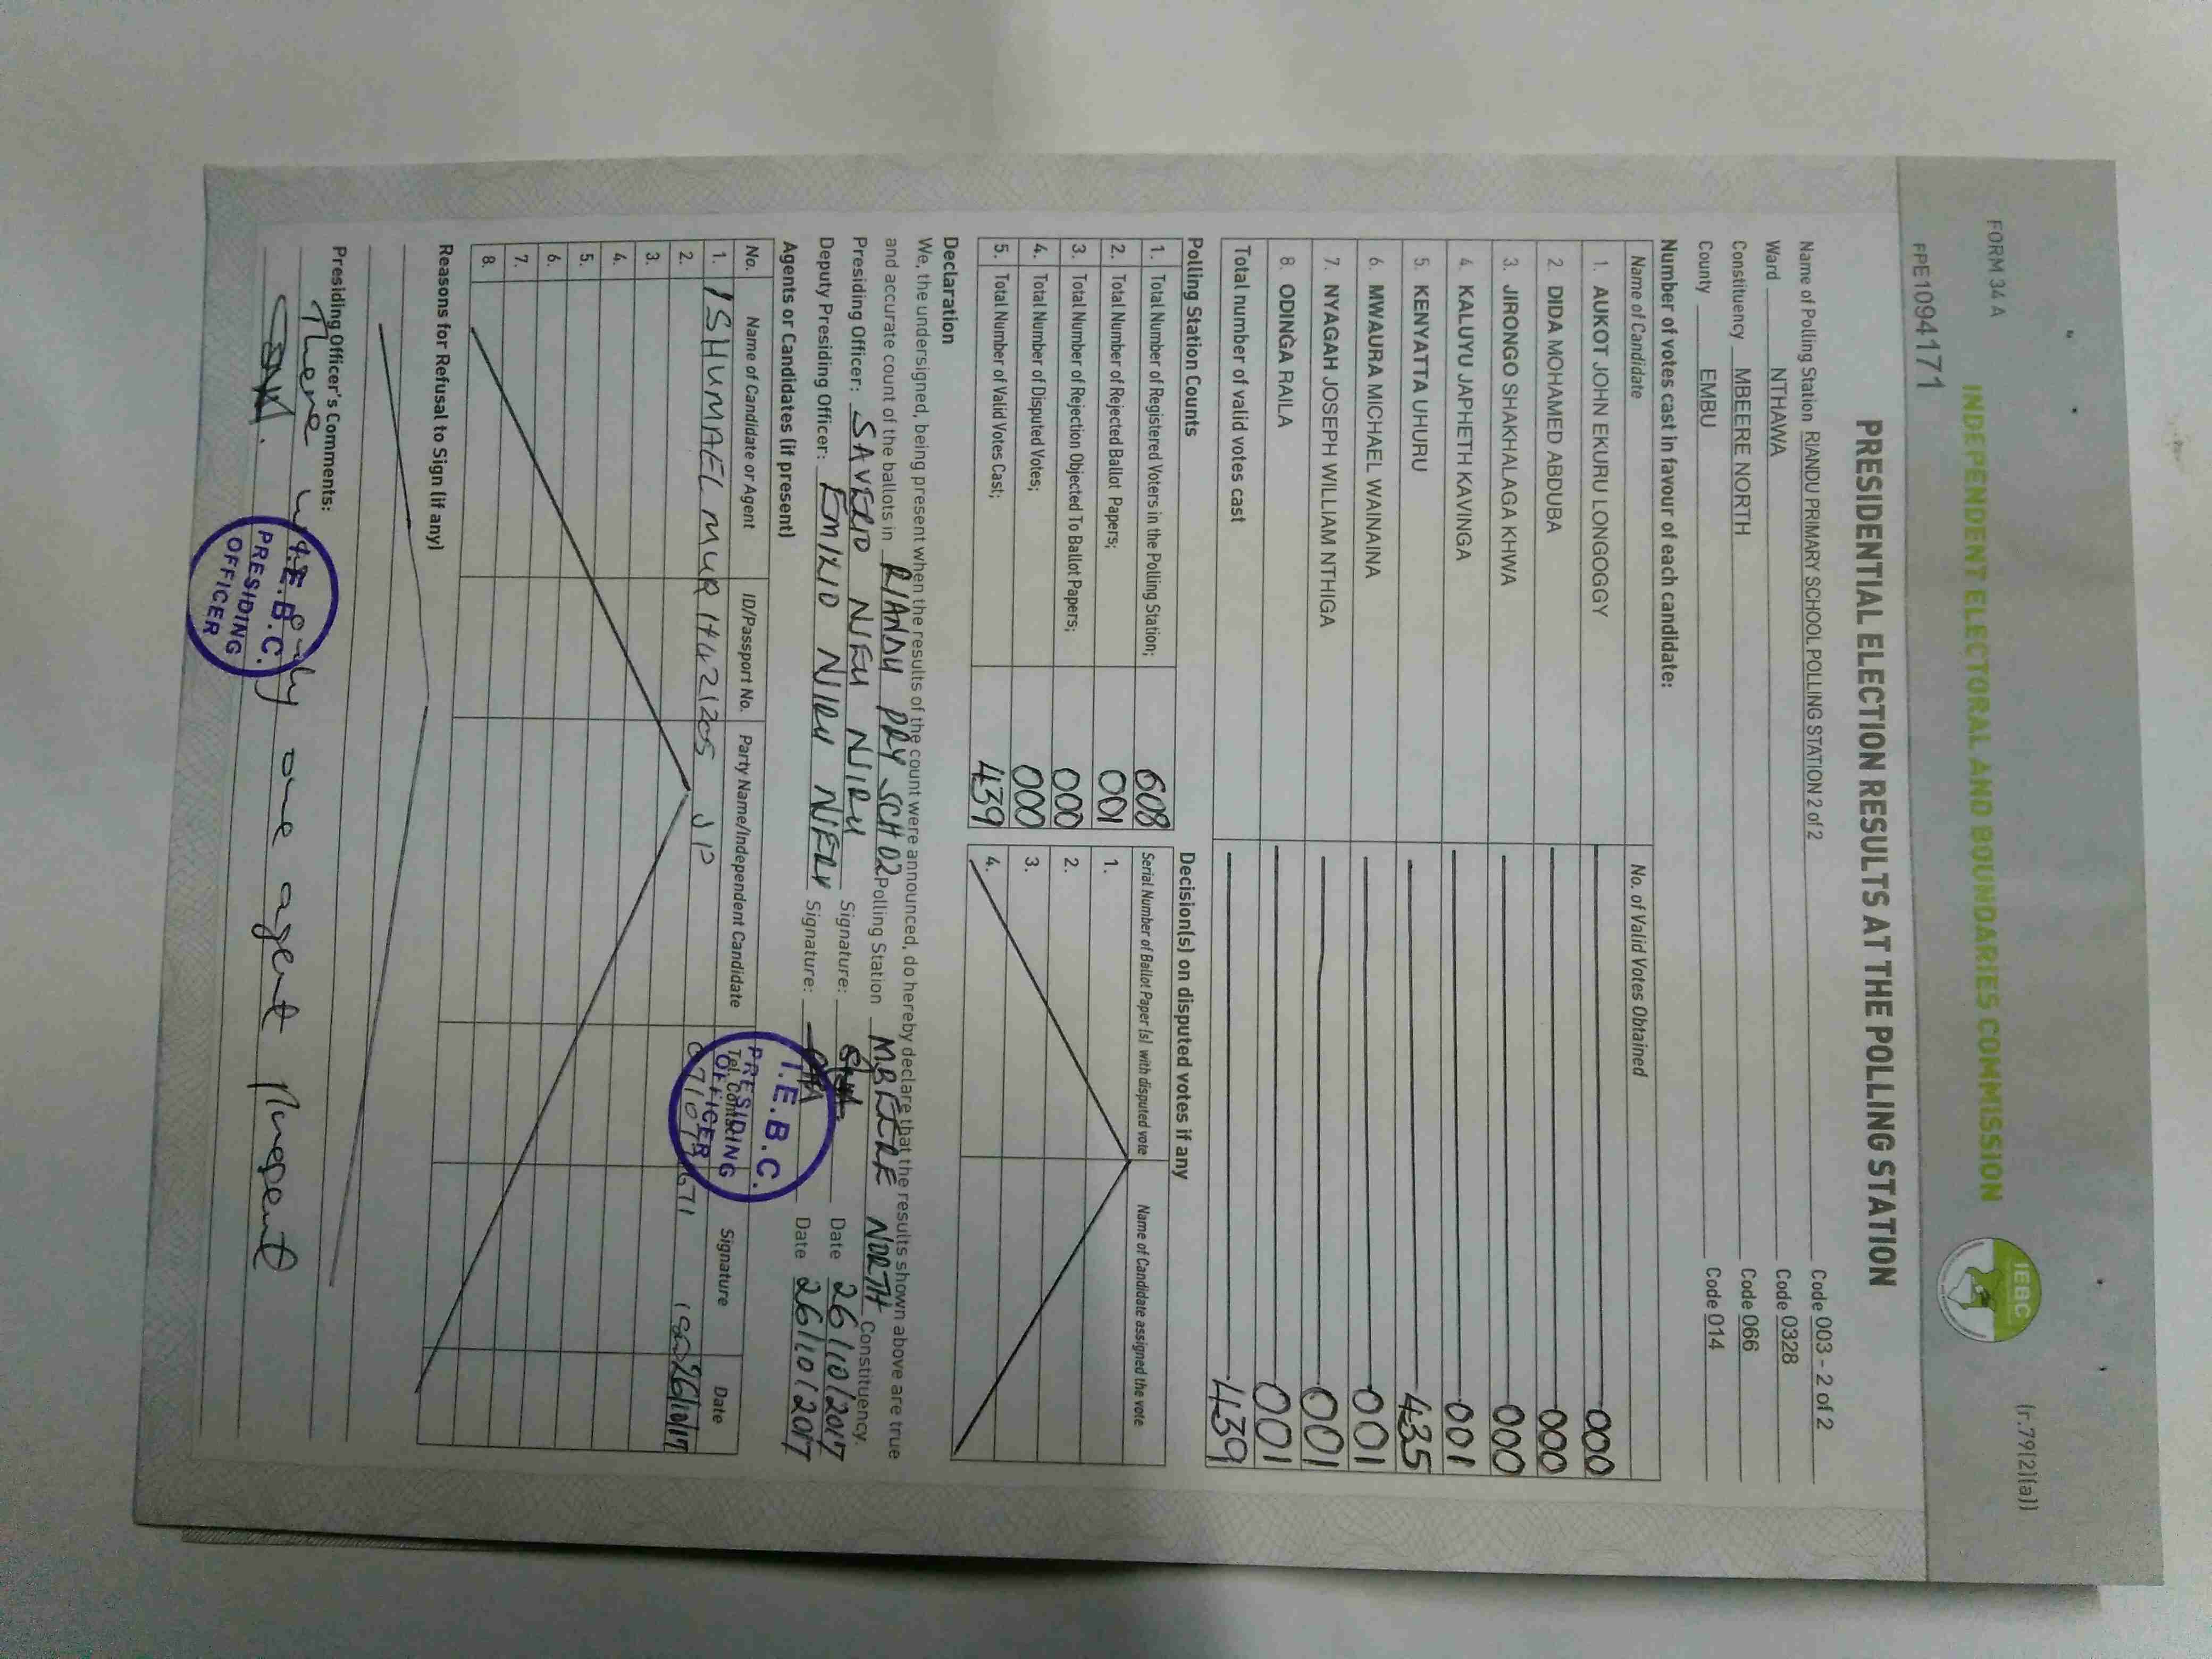 FORM 34 A
(r.79(2)(a))
INDEPENDENT ELECTORAL AND BOUNDARIES COMMISSION
IEBC
FPE1094171
PRESIDENTIAL ELECTION RESULTS AT THE POLLING STATION
Name of Polling Station RIANDU PRIMARY SCHOOL POLLING STATION 2 of 2 Code 003 - 2 of 2
Ward NTHAWA Code 0328
Constituency MBEERE NORTH Code 066
County EMBU Code 014
Number of votes cast in favour of each candidate:
Name of Candidate No. of Valid Votes Obtained
1. AUKOT JOHN EKURU LONGOGGY 000
2. DIDA MOHAMED ABDUBA 000
3. JIRONGO SHAKHALAGA KHWA 000
4. KALUYU JAPHETH KAVINGA 001
5. KENYATTA UHURU 435
6. MWAURA MICHAEL WAINAINA 001
7. NYAGAH JOSEPH WILLIAM NTHIGA 001
8. ODINGA RAILA 001
Total number of valid votes cast 439
Polling Station Counts
1. Total Number of Registered Voters in the Polling Station; 608
2. Total Number of Rejected Ballot Papers; 001
3. Total Number of Rejection Objected To Ballot Papers; 000
4. Total Number of Disputed Votes; 000
5. Total Number of Valid Votes Cast; 439
Decision(s) on disputed votes if any
Serial Number of Ballot Paper (s) with disputed vote Name of Candidate assigned the vote
1.
2.
3.
4.
Declaration
We, the undersigned, being present when the results of the count were announced, do hereby declare that the results shown above are true
and accurate count of the ballots in RIANDU PRY SCH 02 Polling Station MBEERE NORTH Constituency.
Presiding Officer: SAVERIO NJEU NJIRU Signature: Date 26/10/2017
Deputy Presiding Officer: EMIKIO NJIRU NJERU Signature: Date 26/10/2017
Agents or Candidates (if present)
No. Name of Candidate or Agent ID/Passport No. Party Name/Independent Candidate Tel. Contact Signature Date
1. ISHUMAEL MUR 14421205 JP 26/10/17
2.
3.
4.
5.
6.
7.
8.
I.E.B.C.
PRESIDING
OFFICER
Reasons for Refusal to Sign (if any)
Presiding Officer's Comments:
There was only one agent present
I.E.B.C.
PRESIDING
OFFICER